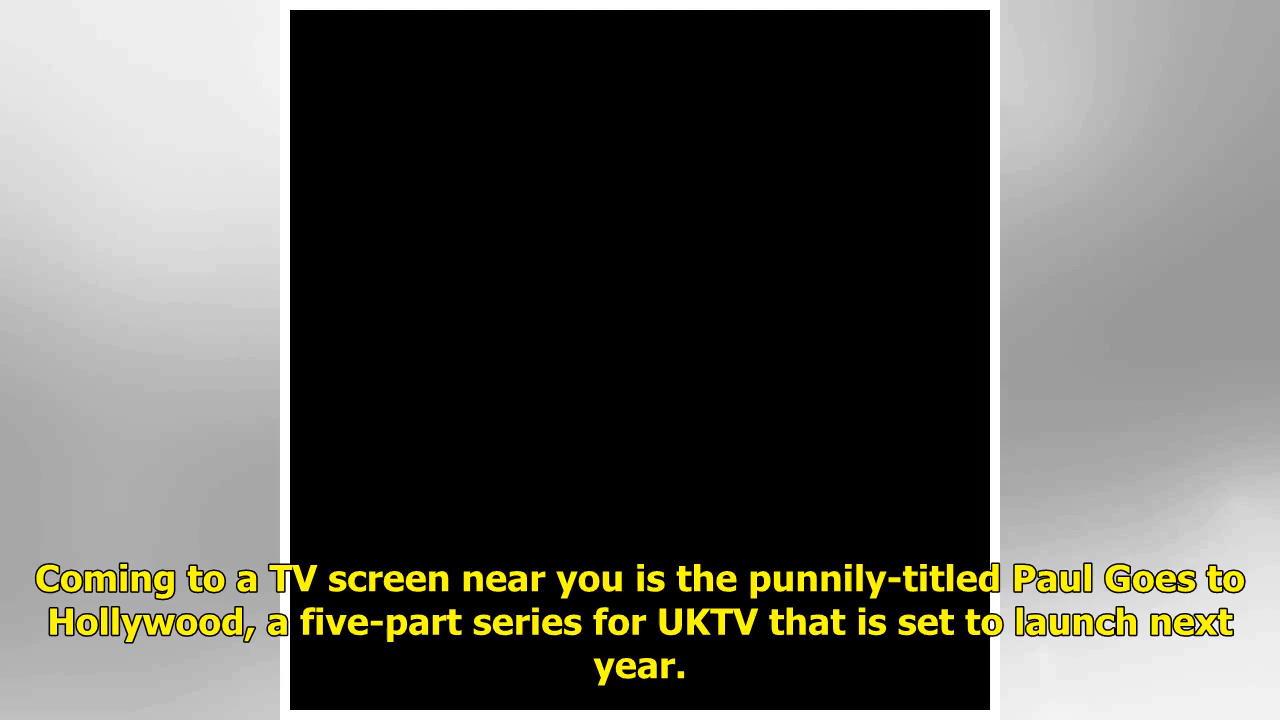 Coming to a TV screen near you is the punnily-titled Paul Goes to
Hollywood, a five-part series for UKTV that is set to launch next
year.